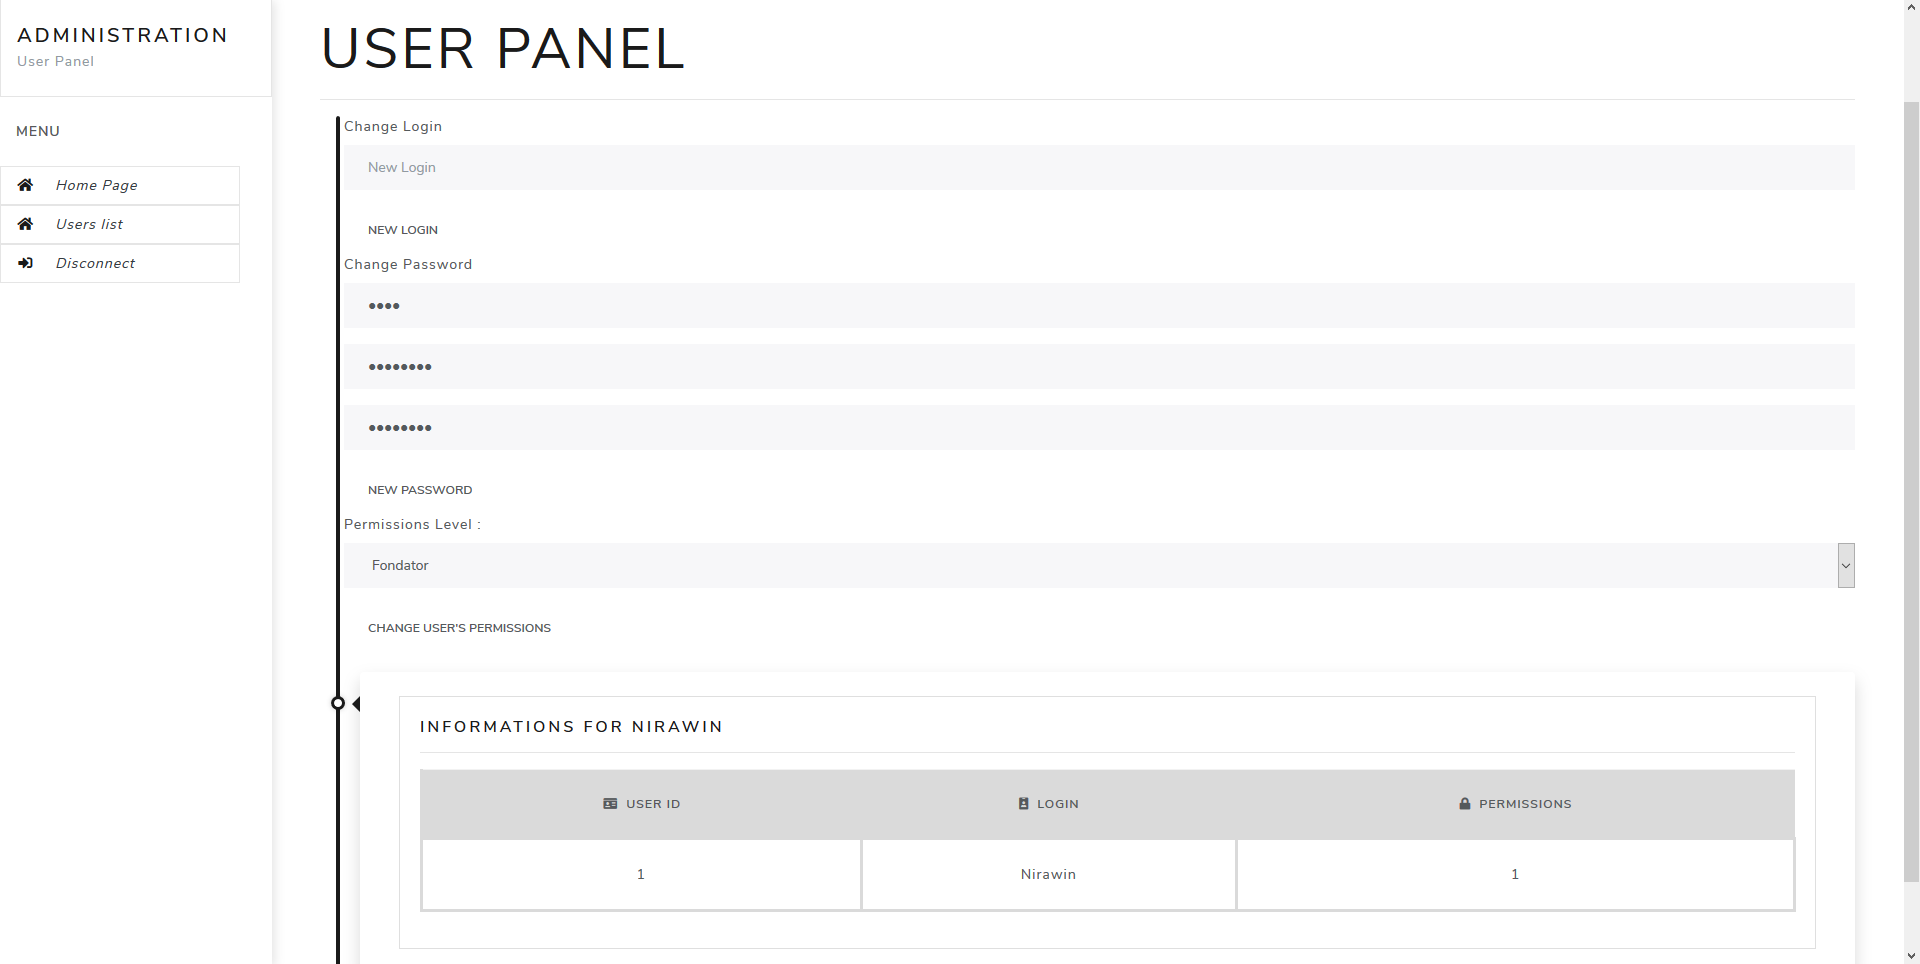 ADMINISTRATION
User Panel
MENU
Home Page
Users list
Disconnect
USER PANEL
Change Login
New Login
NEW LOGIN
Change Password
••••
••••••••
••••••••
NEW PASSWORD
Permissions Level :
Fondator
CHANGE USER'S PERMISSIONS
INFORMATIONS FOR NIRAWIN
USER ID LOGIN PERMISSIONS
1 Nirawin 1